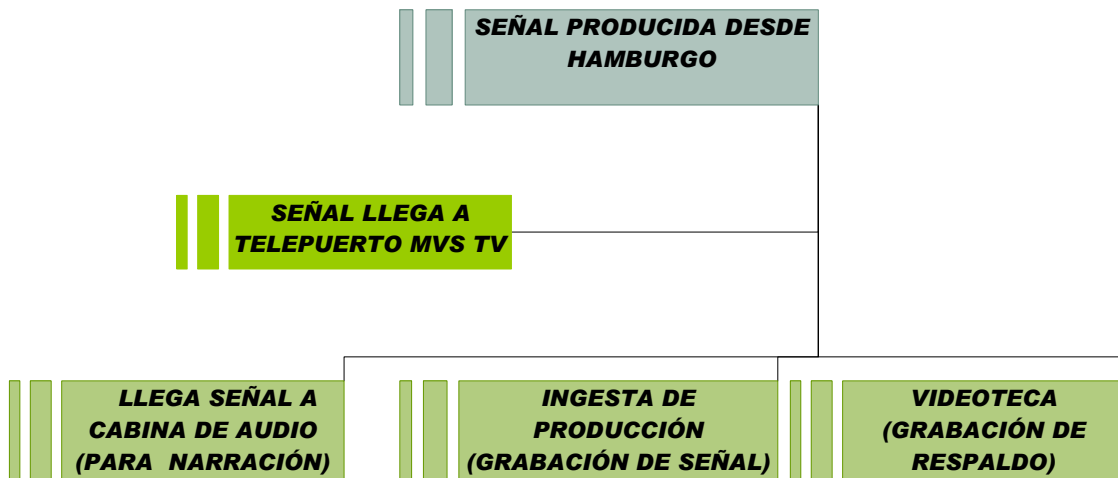 SEÑAL PRODUCIDA DESDE
HAMBURGO
SEÑAL LLEGA A
TELEPUERTO MVS TV
LLEGA SEÑAL A
CABINA DE AUDIO
(PARA NARRACIÓN)
INGESTA DE
PRODUCCIÓN
(GRABACIÓN DE SEÑAL)
VIDEOTECA
(GRABACIÓN DE
RESPALDO)